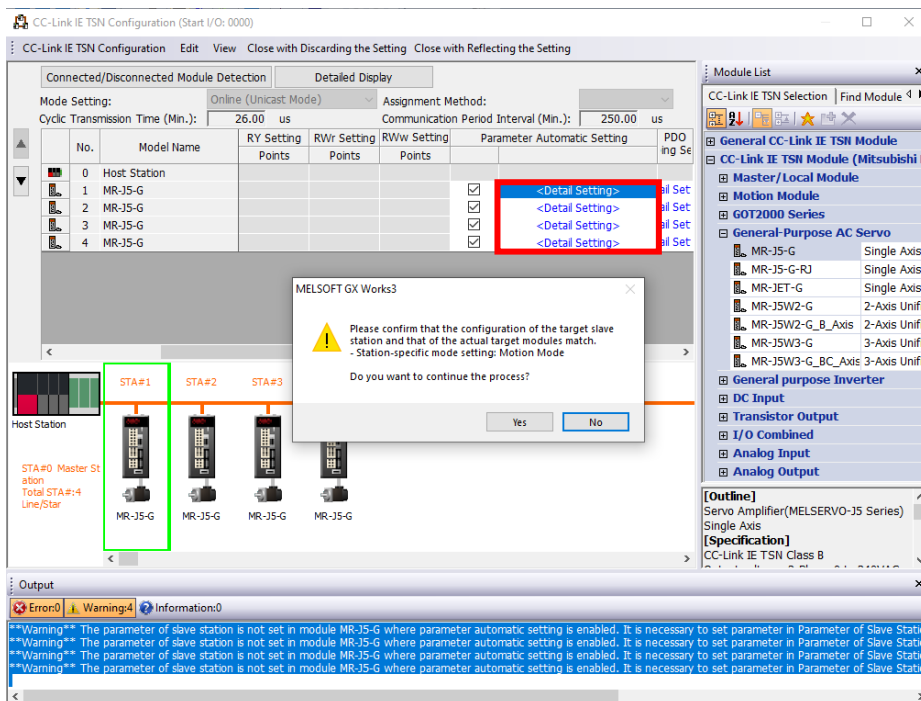 CC-Link IE TSN Configuration (Start I/O: 0000)
CC-Link IE TSN Configuration Edit View Close with Discarding the Setting Close with Reflecting the Setting
Connected/Disconnected Module Detection Detailed Display
Mode Setting: Online (Unicast Mode) Assignment Method:
Cyclic Transmission Time (Min.): 26.00 us Communication Period Interval (Min.): 250.00 us
No. Model Name RY Setting RWr Setting RWw Setting Parameter Automatic Setting PDO
Points Points Points ing Se
0 Host Station
1 MR-J5-G <Detail Setting> ail Set
2 MR-J5-G <Detail Setting> ail Set
3 MR-J5-G <Detail Setting> ail Set
4 MR-J5-G <Detail Setting> ail Set
MELSOFT GX Works3
Please confirm that the configuration of the target slave
station and that of the actual target modules match.
- Station-specific mode setting: Motion Mode
Do you want to continue the process?
Yes No
STA#1 STA#2 STA#3
Host Station
STA#0 Master St
ation
Total STA#:4
Line/Star
MR-J5-G MR-J5-G MR-J5-G MR-J5-G
Module List
CC-Link IE TSN Selection Find Module
General CC-Link IE TSN Module
CC-Link IE TSN Module (Mitsubishi
Master/Local Module
Motion Module
GOT2000 Series
General-Purpose AC Servo
MR-J5-G Single Axis
MR-J5-G-RJ Single Axis
MR-JET-G Single Axis
MR-J5W2-G 2-Axis Unif
MR-J5W2-G_B_Axis 2-Axis Unif
MR-J5W3-G 3-Axis Unif
MR-J5W3-G_BC_Axis 3-Axis Unif
General purpose Inverter
DC Input
Transistor Output
I/O Combined
Analog Input
Analog Output
[Outline]
Servo Amplifier(MELSERVO-J5 Series)
Single Axis
[Specification]
CC-Link IE TSN Class B
Output
Error:0 Warning:4 Information:0
**Warning** The parameter of slave station is not set in module MR-J5-G where parameter automatic setting is enabled. It is necessary to set parameter in Parameter of Slave Stati
**Warning** The parameter of slave station is not set in module MR-J5-G where parameter automatic setting is enabled. It is necessary to set parameter in Parameter of Slave Stati
**Warning** The parameter of slave station is not set in module MR-J5-G where parameter automatic setting is enabled. It is necessary to set parameter in Parameter of Slave Stati
**Warning** The parameter of slave station is not set in module MR-J5-G where parameter automatic setting is enabled. It is necessary to set parameter in Parameter of Slave Stati